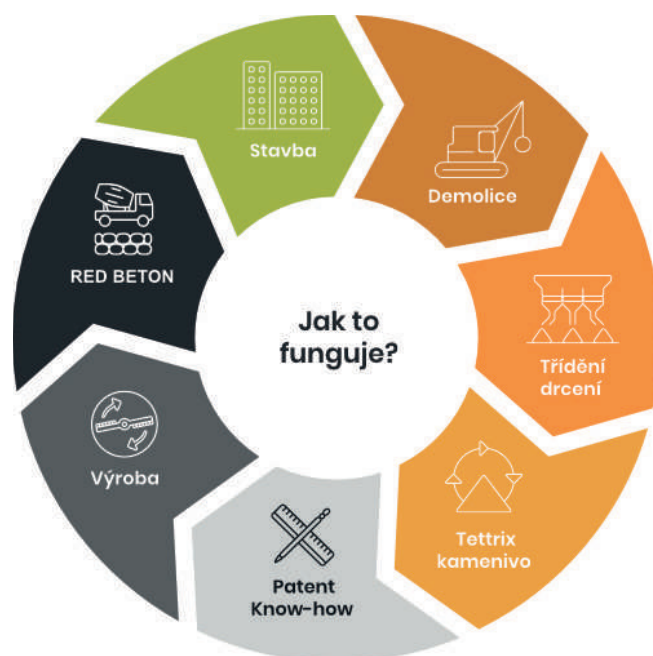 Stavba
Demolice
Třídění
drcení
Tettrix
kamenivo
Patent
Know-how
Výroba
RED BETON
Jak to
funguje?